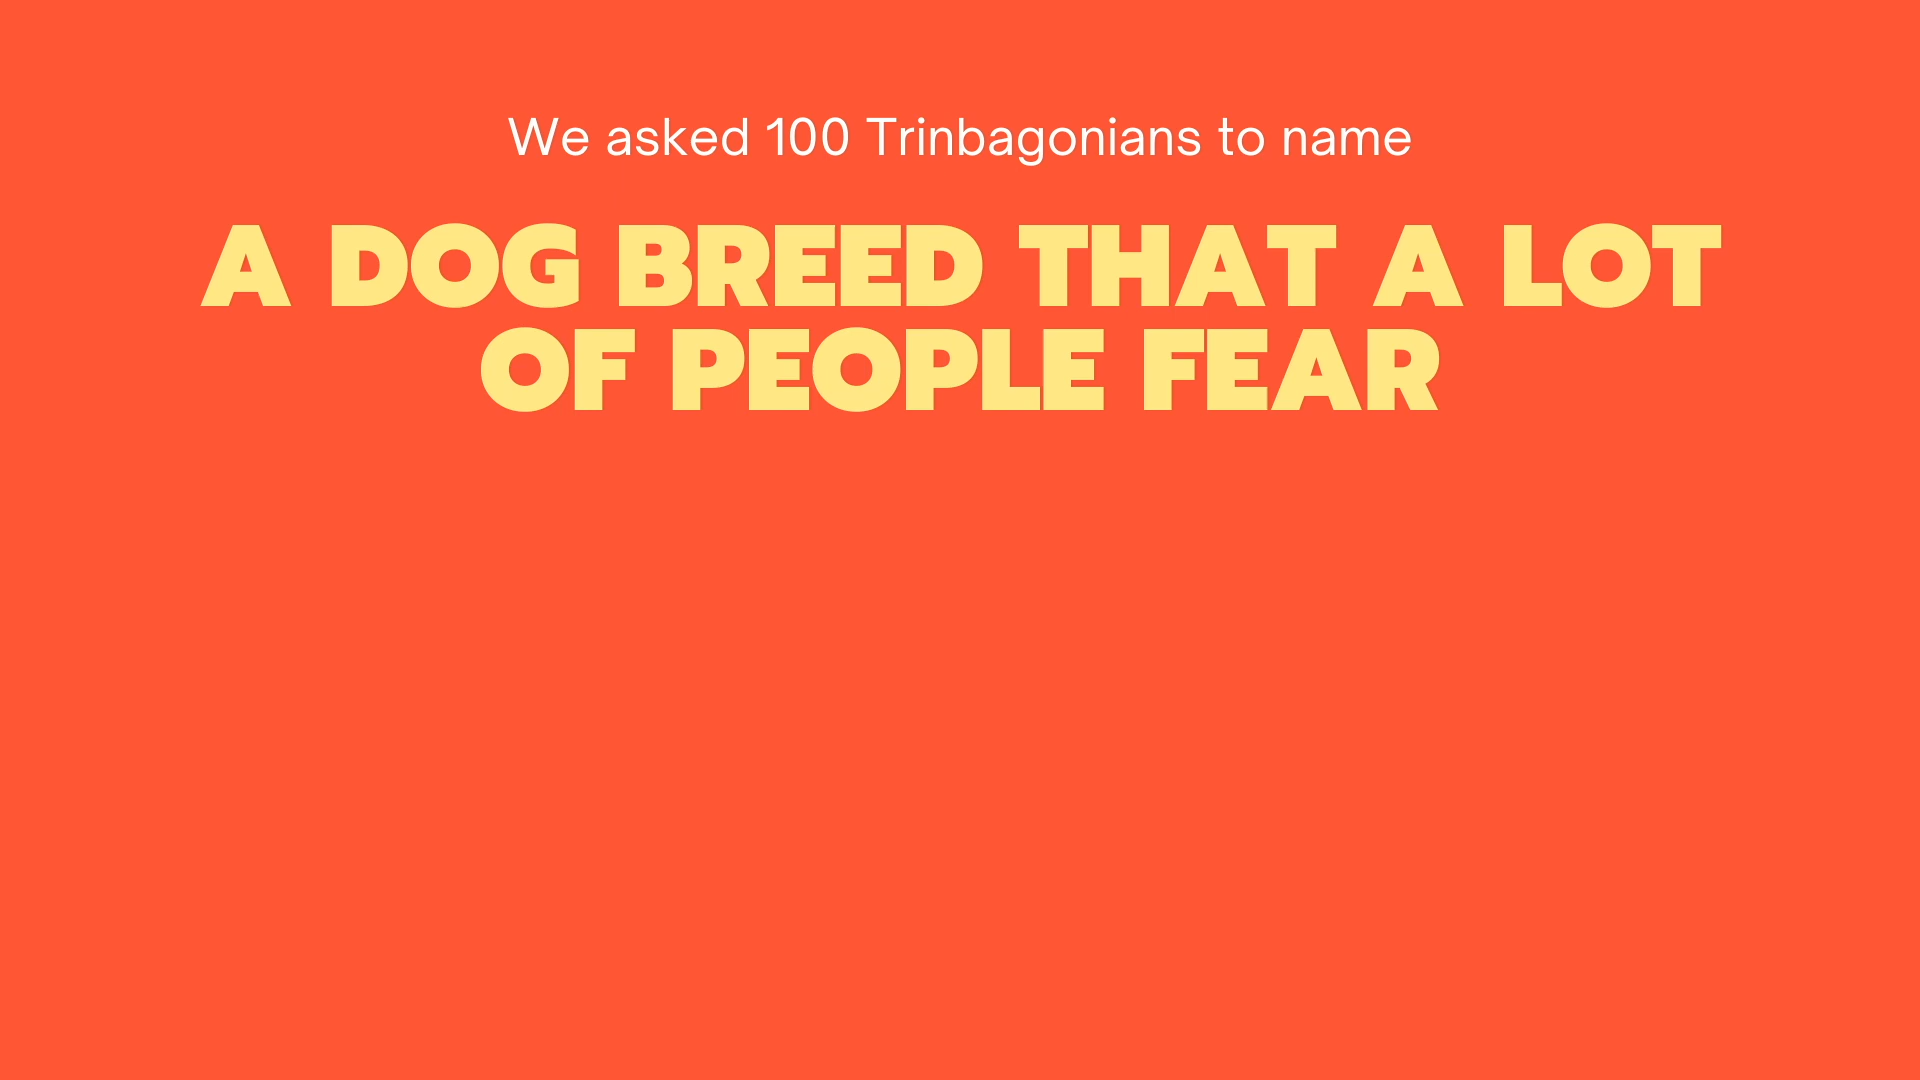 We asked 100 Trinbagonians to name
A DOG BREED THAT A LOT
OF PEOPLE FEAR